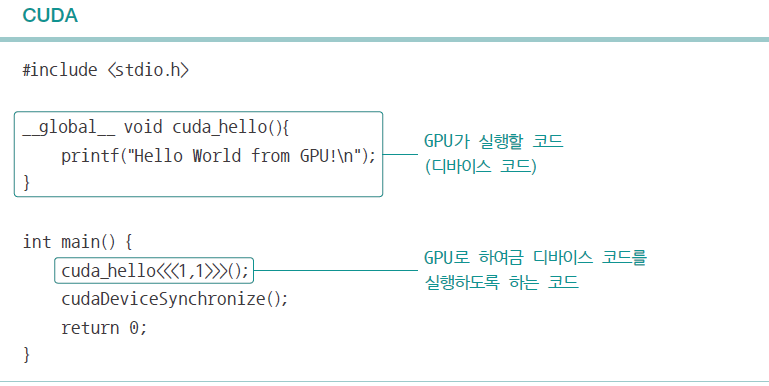 CUDA
#include <stdio.h>
__global__ void cuda_hello(){
printf("Hello World from GPU!\n");
}
GPU가 실행할 코드
(디바이스 코드)
int main() {
cuda_hello<<<1,1>>>();
cudaDeviceSynchronize();
return 0;
}
GPU로 하여금 디바이스 코드를
실행하도록 하는 코드